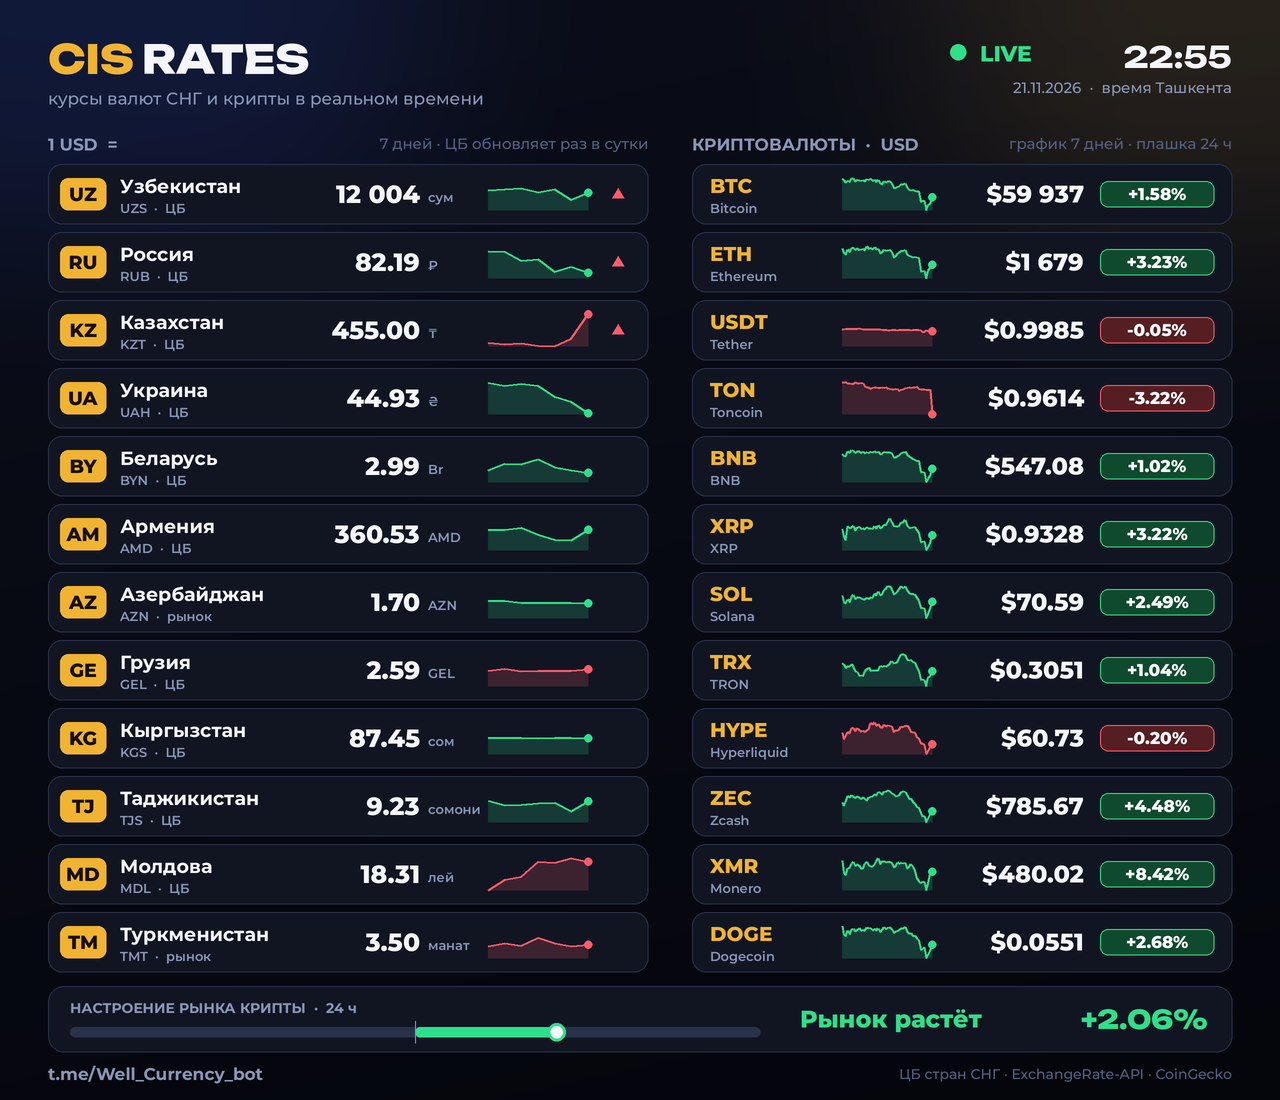 CIS RATES
курсы валют СНГ и крипты в реальном времени
LIVE
22:55
21.11.2026 · время Ташкента
1 USD =
7 дней · ЦБ обновляет раз в сутки
UZ Узбекистан 12 004 сум
UZS · ЦБ
RU Россия 82.19 ₽
RUB · ЦБ
KZ Казахстан 455.00 ₸
KZT · ЦБ
UA Украина 44.93 ₴
UAH · ЦБ
BY Беларусь 2.99 Br
BYN · ЦБ
AM Армения 360.53 AMD
AMD · ЦБ
AZ Азербайджан 1.70 AZN
AZN · рынок
GE Грузия 2.59 GEL
GEL · ЦБ
KG Кыргызстан 87.45 сом
KGS · ЦБ
TJ Таджикистан 9.23 сомони
TJS · ЦБ
MD Молдова 18.31 лей
MDL · ЦБ
TM Туркменистан 3.50 манат
TMT · рынок
КРИПТОВАЛЮТЫ · USD
график 7 дней · плашка 24 ч
BTC $59 937 +1.58%
Bitcoin
ETH $1 679 +3.23%
Ethereum
USDT $0.9985 -0.05%
Tether
TON $0.9614 -3.22%
Toncoin
BNB $547.08 +1.02%
BNB
XRP $0.9328 +3.22%
XRP
SOL $70.59 +2.49%
Solana
TRX $0.3051 +1.04%
TRON
HYPE $60.73 -0.20%
Hyperliquid
ZEC $785.67 +4.48%
Zcash
XMR $480.02 +8.42%
Monero
DOGE $0.0551 +2.68%
Dogecoin
НАСТРОЕНИЕ РЫНКА КРИПТЫ · 24 ч
Рынок растёт
+2.06%
t.me/Well_Currency_bot
ЦБ стран СНГ · ExchangeRate-API · CoinGecko